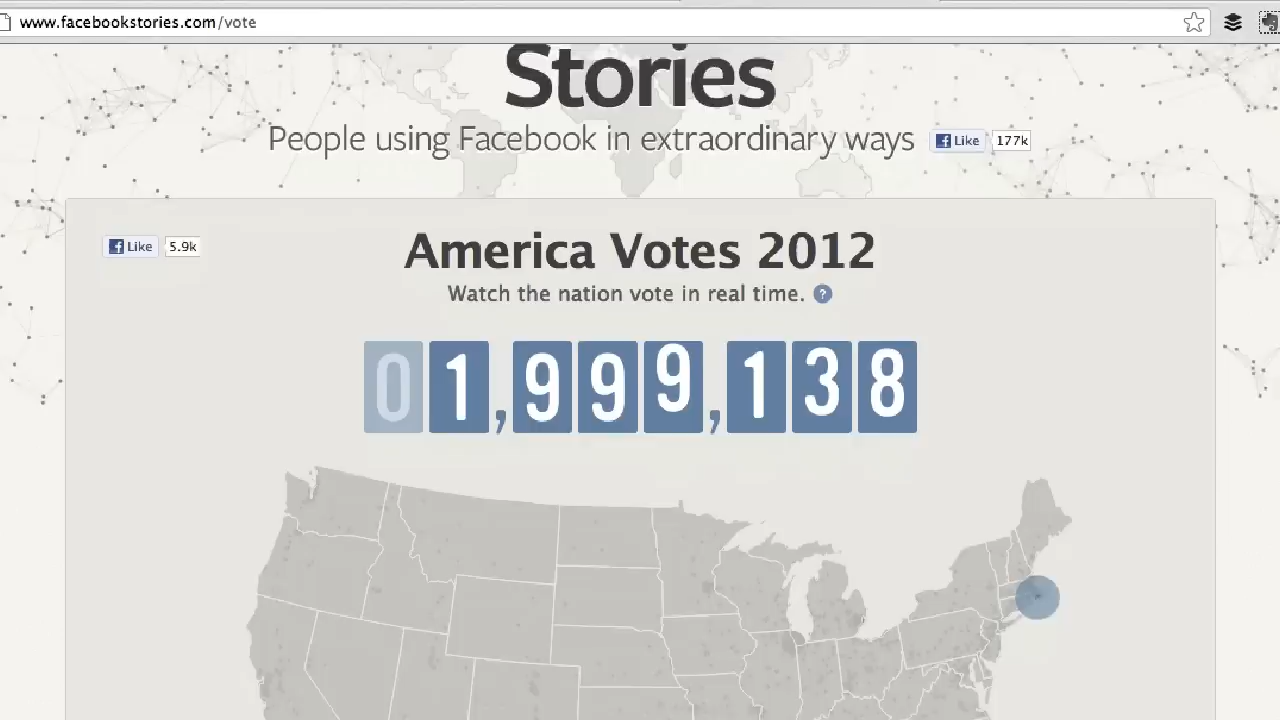 www.facebookstories.com/vote
Stories
People using Facebook in extraordinary ways
Like 177k
Like 5.9k
America Votes 2012
Watch the nation vote in real time. ?
01,999,138